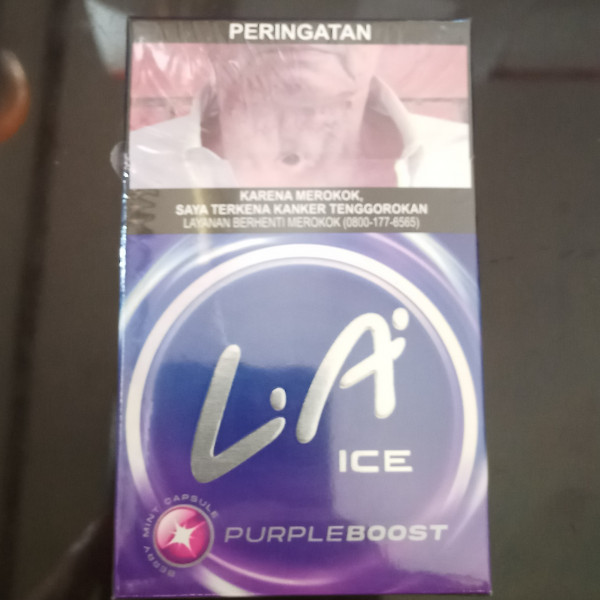 PERINGATAN
KARENA MEROKOK,
SAYA TERKENA KANKER TENGGOROKAN
LAYANAN BERHENTI MEROKOK (0800-177-6565)
L.A
ICE
BERRY MINT CAPSULE
PURPLEBOOST